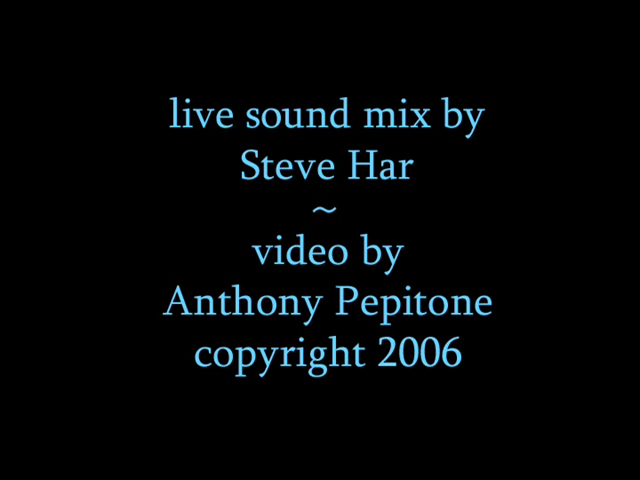 live sound mix by
Steve Har
~
video by
Anthony Pepitone
copyright 2006